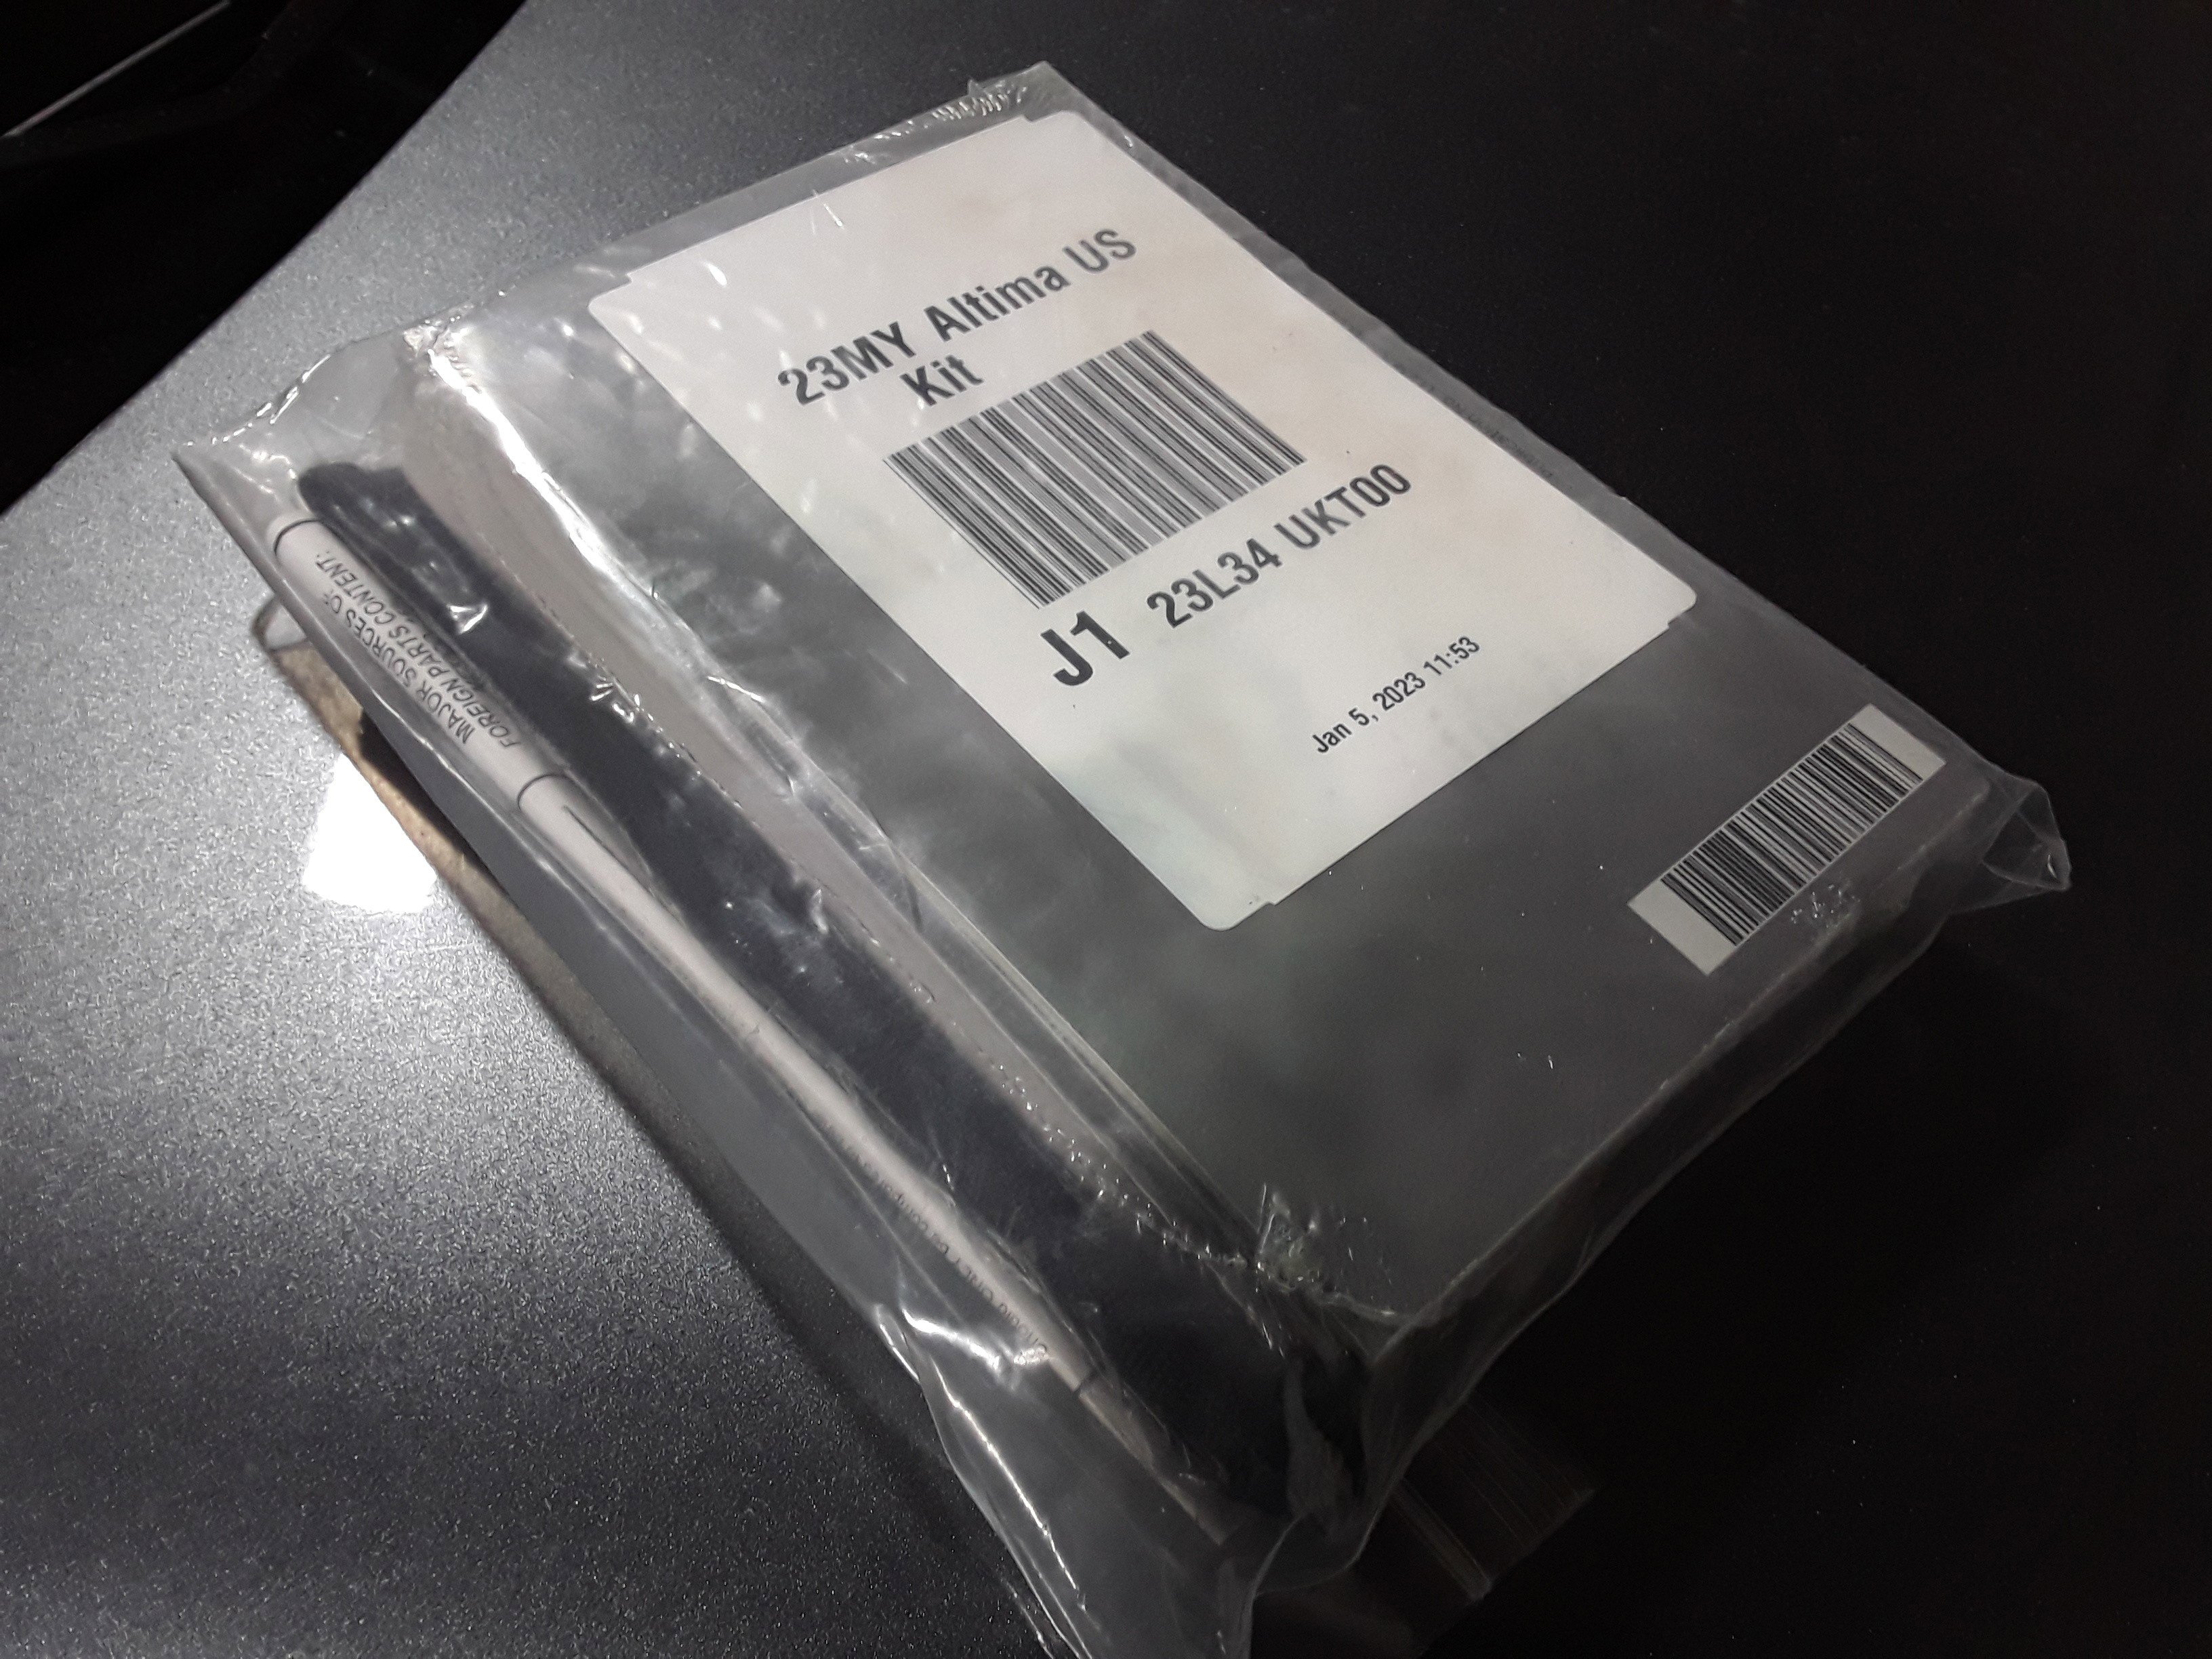 23MY Altima US
Kit
J1 23L34 UKT00
Jan 5, 2023 11:53
MAJOR SOURCES OF
FOREIGN PARTS CONTENT: